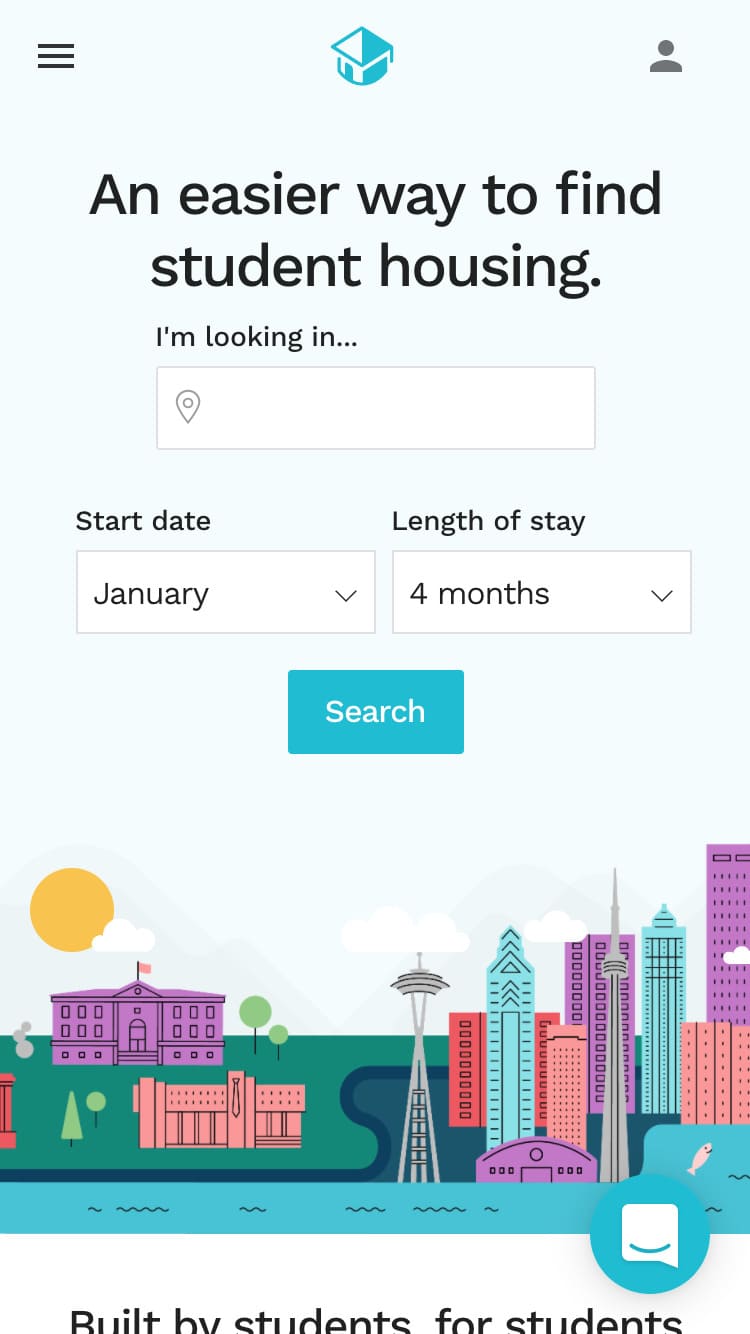 An easier way to find
student housing.
I'm looking in...
Start date
Length of stay
January
4 months
Search
Built by students, for students